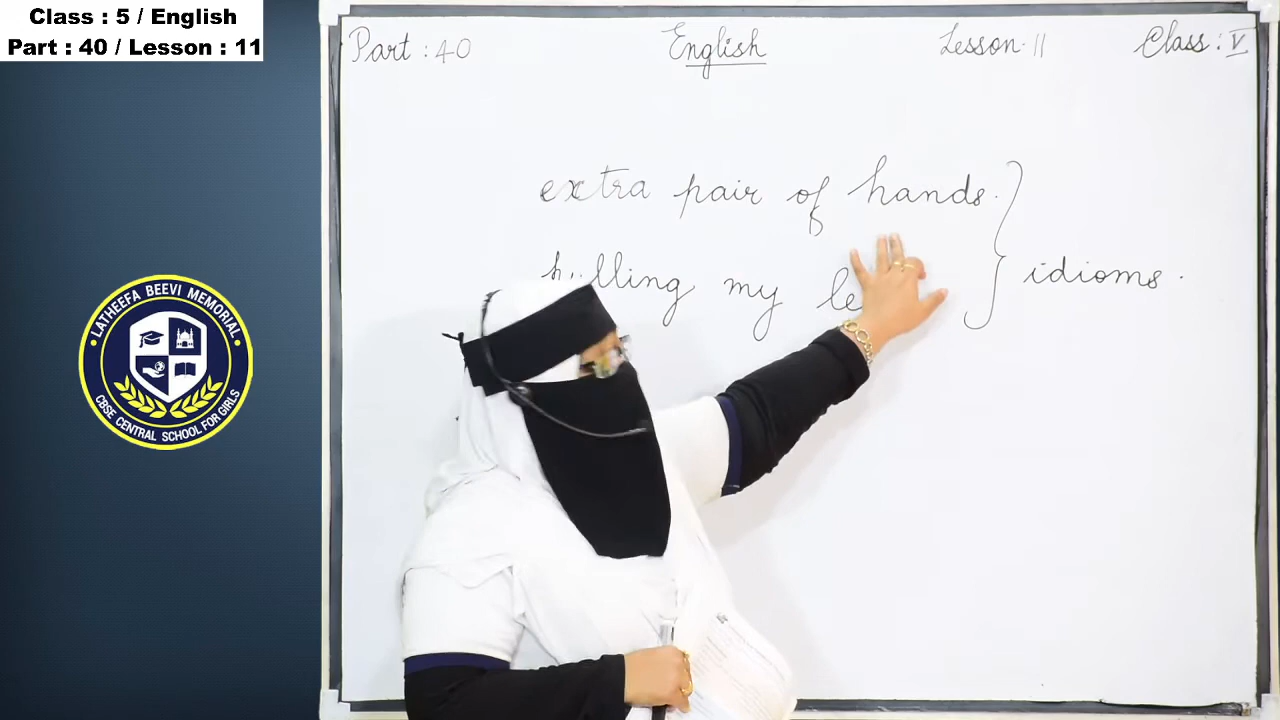 Class : 5 / English
Part : 40 / Lesson : 11
Part : 40 English Lesson 11 Class : V
extra pair of hands.
my
idioms.
LATHEEFA BEEVI MEMORIAL
CBSE CENTRAL SCHOOL FOR GIRLS